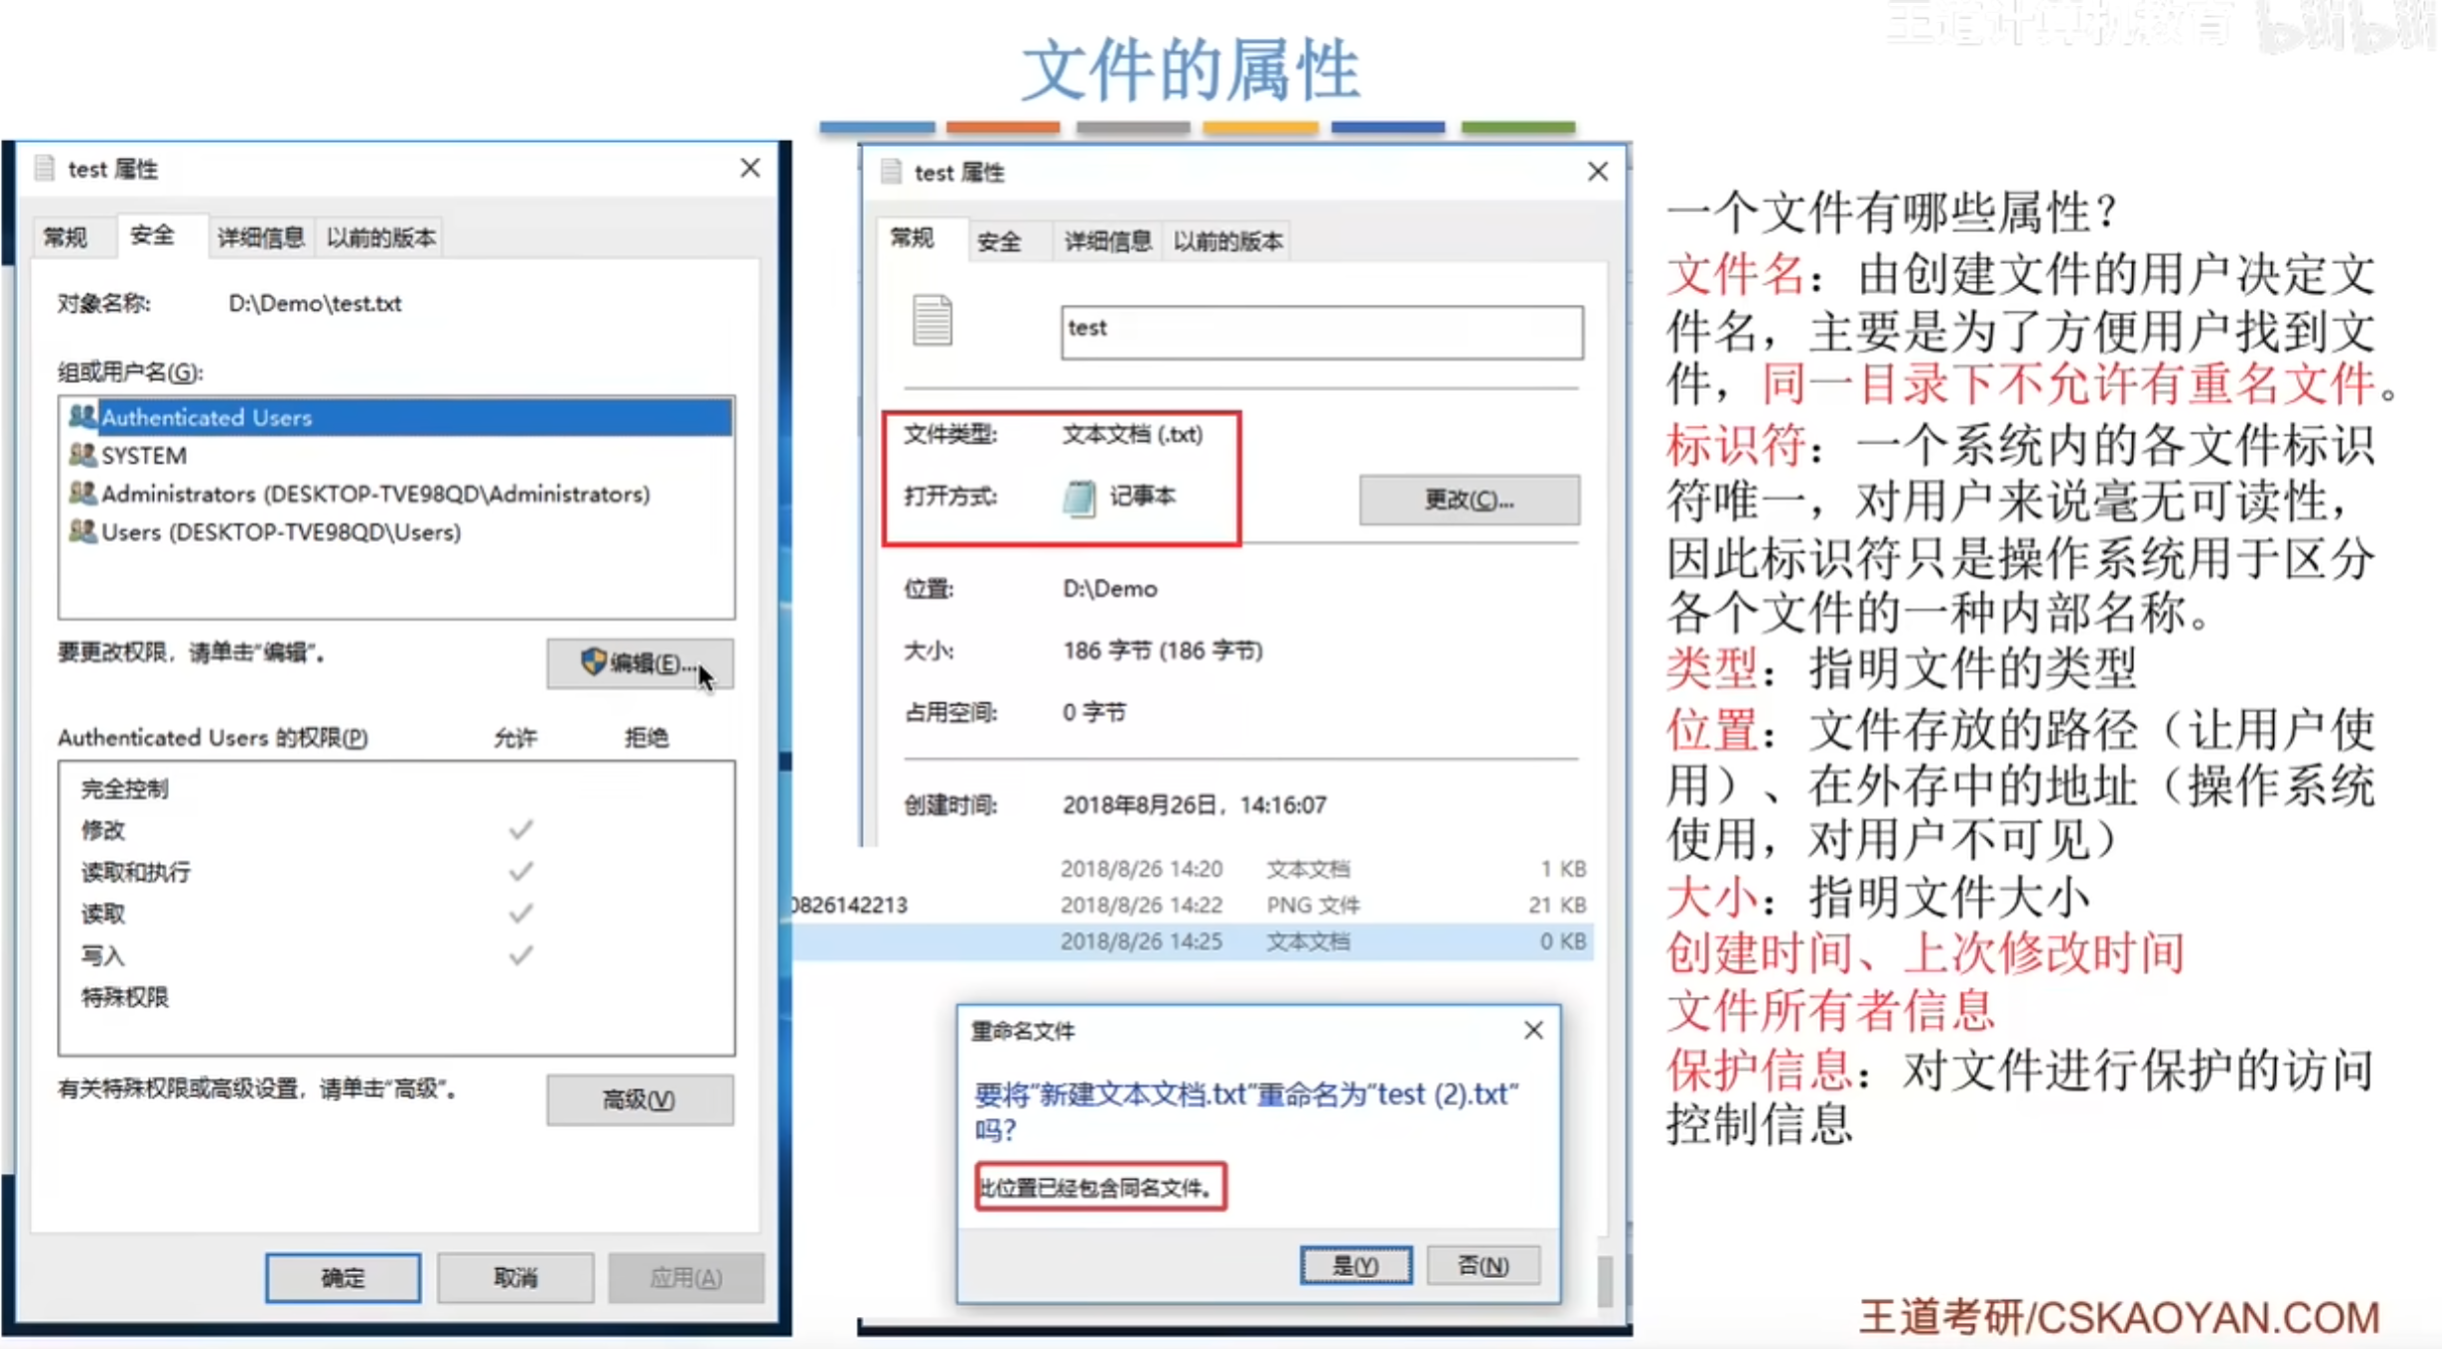 王道计算机教育 bilibili
文件的属性
test 属性
常规 安全 详细信息 以前的版本
对象名称: D:\Demo\test.txt
组或用户名(G):
Authenticated Users
SYSTEM
Administrators (DESKTOP-TVE98QD\Administrators)
Users (DESKTOP-TVE98QD\Users)
要更改权限，请单击"编辑"。
编辑(E)...
Authenticated Users 的权限(P) 允许 拒绝
完全控制
修改
读取和执行
读取
写入
特殊权限
有关特殊权限或高级设置，请单击"高级"。
高级(V)
确定 取消 应用(A)
test 属性
常规 安全 详细信息 以前的版本
test
文件类型: 文本文档 (.txt)
打开方式: 记事本 更改(C)...
位置: D:\Demo
大小: 186 字节 (186 字节)
占用空间: 0 字节
创建时间: 2018年8月26日，14:16:07
2018/8/26 14:20 文本文档 1 KB
0826142213 2018/8/26 14:22 PNG 文件 21 KB
2018/8/26 14:25 文本文档 0 KB
重命名文件
要将"新建文本文档.txt"重命名为"test (2).txt"
吗?
此位置已经包含同名文件。
是(Y) 否(N)
一个文件有哪些属性？
文件名：由创建文件的用户决定文
件名，主要是为了方便用户找到文
件，同一目录下不允许有重名文件。
标识符：一个系统内的各文件标识
符唯一，对用户来说毫无可读性，
因此标识符只是操作系统用于区分
各个文件的一种内部名称。
类型：指明文件的类型
位置：文件存放的路径（让用户使
用）、在外存中的地址（操作系统
使用，对用户不可见）
大小：指明文件大小
创建时间、上次修改时间
文件所有者信息
保护信息：对文件进行保护的访问
控制信息
王道考研/CSKAOYAN.COM